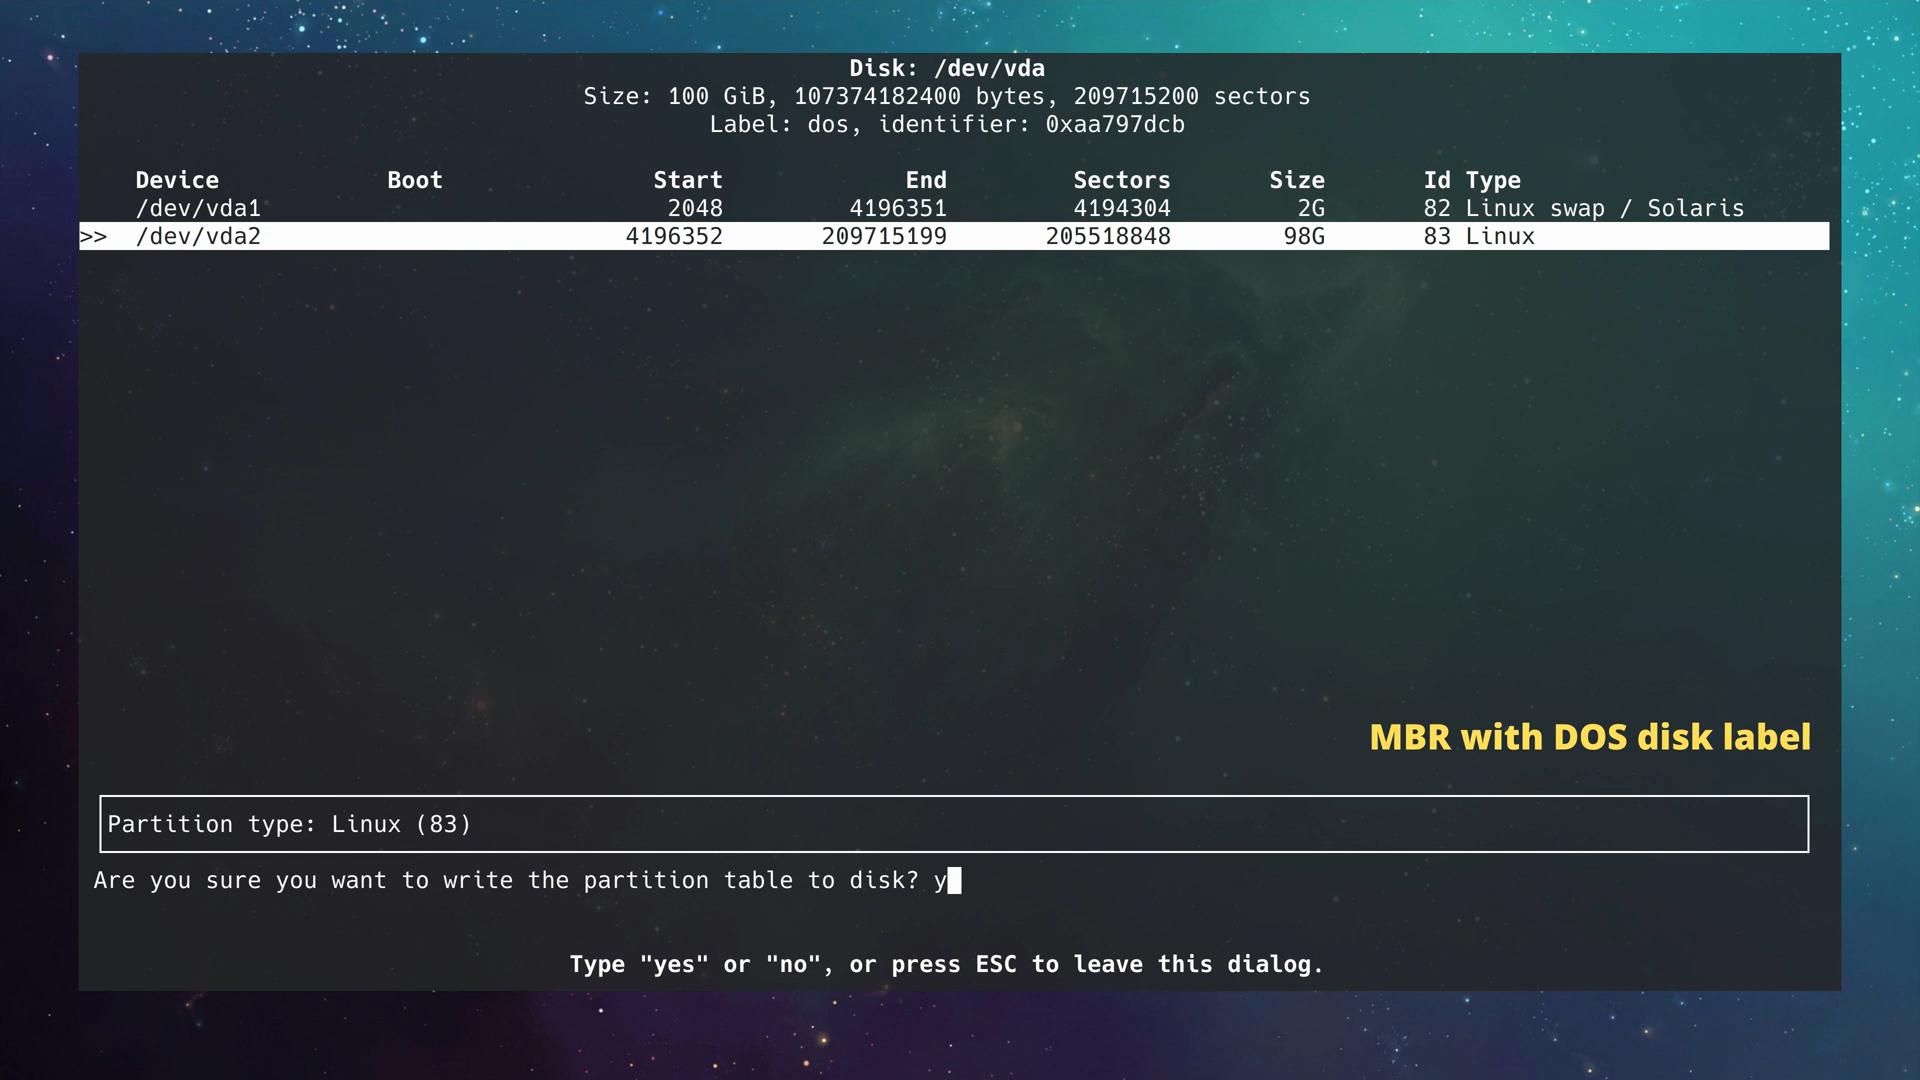 Disk: /dev/vda
Size: 100 GiB, 107374182400 bytes, 209715200 sectors
Label: dos, identifier: 0xaa797dcb
Device Boot Start End Sectors Size Id Type
/dev/vda1 2048 4196351 4194304 2G 82 Linux swap / Solaris
>> /dev/vda2 4196352 209715199 205518848 98G 83 Linux
MBR with DOS disk label
Partition type: Linux (83)
Are you sure you want to write the partition table to disk? y
Type "yes" or "no", or press ESC to leave this dialog.